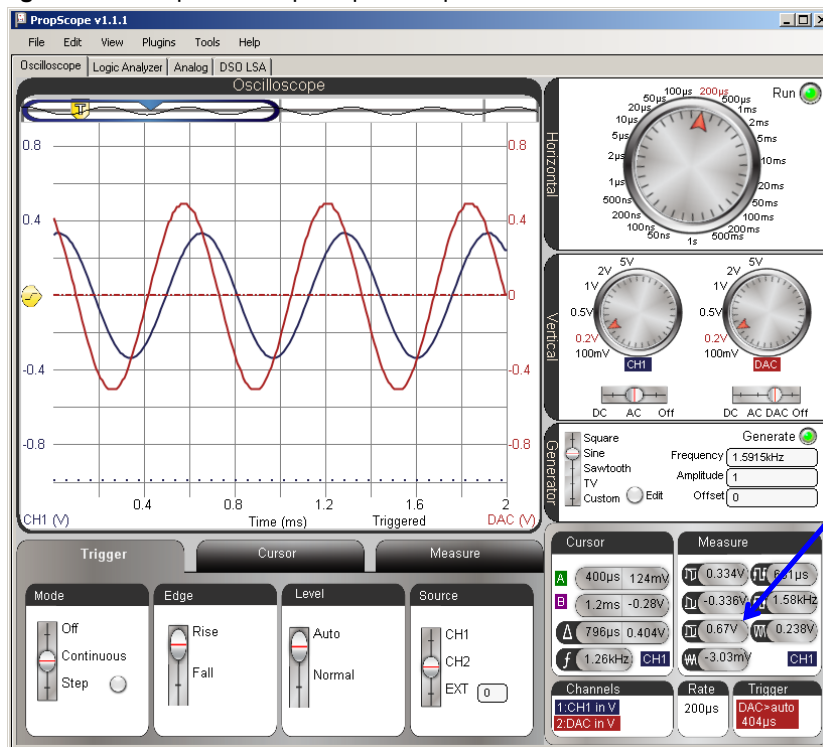 PropScope v1.1.1
File Edit View Plugins Tools Help
Oscilloscope Logic Analyzer Analog DSO LSA
Oscilloscope
T
0.8
0.4
-0.4
-0.8
0.8
0.4
0
-0.4
-0.8
0.4 0.8 1.2 1.6 2
CH1 (V) Time (ms) Triggered DAC (V)
Horizontal
Run
50ns
100ns
200ns
500ns
1µs
2µs
5µs
10µs
20µs
50µs
100µs
200µs
500µs
1ms
2ms
5ms
10ms
20ms
50ms
100ms
200ms
500ms
1s
Vertical
5V
2V
1V
0.5V
0.2V
100mV
CH1
DC AC Off
5V
2V
1V
0.5V
0.2V
100mV
DAC
DC AC DAC Off
Generator
Square
Sine
Sawtooth
TV
Custom Edit
Generate
Frequency 1.5915kHz
Amplitude 1
Offset 0
Trigger Cursor Measure
Mode
Off
Continuous
Step
Edge
Rise
Fall
Level
Auto
Normal
Source
CH1
CH2
EXT 0
Cursor
A 400µs 124mV
B 1.2ms -0.28V
Δ 796µs 0.404V
f 1.26kHz CH1
Measure
0.334V
-0.336V 1.58kHz
0.67V 0.238V
-3.03mV CH1
Channels
1:CH1 in V
2:DAC in V
Rate
200µs
Trigger
DAC>auto
404µs